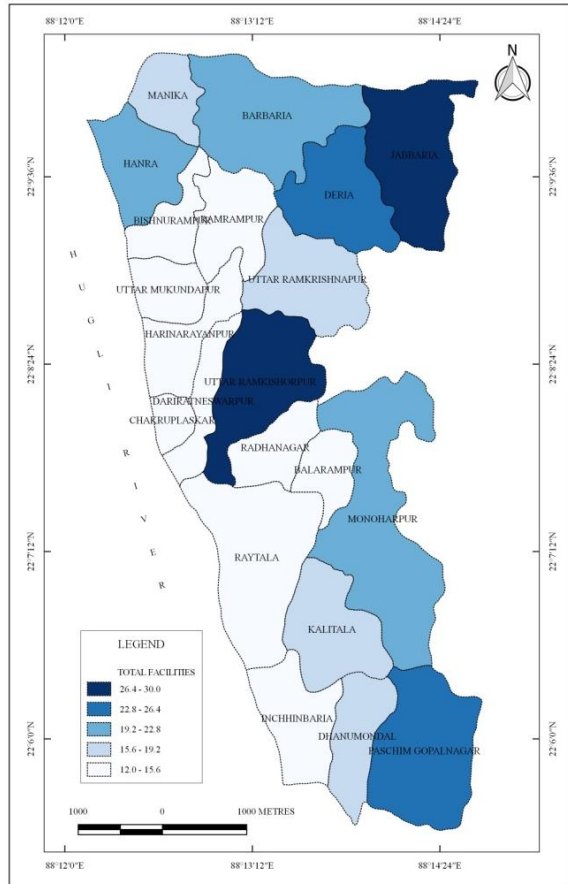 88°12'0"E 88°13'12"E 88°14'24"E
N
MANIKA
BARBARIA
JABBARIA
HANRA
22°9'36"N 22°9'36"N
DERIA
BISHNURAMPUR
RAMRAMPUR
HUGLI RIVER
UTTAR RAMKRISHNAPUR
UTTAR MUKUNDAPUR
HARINARAYANPUR
22°8'24"N 22°8'24"N
UTTAR RAMKISHORPUR
DARIRATNESWARPUR
CHAKRUPLASKAR
RADHANAGAR
BALARAMPUR
MONOHARPUR
22°7'12"N 22°7'12"N
RAYTALA
KALITALA
LEGEND
TOTAL FACILITIES
26.4 - 30.0
22.8 - 26.4
19.2 - 22.8
15.6 - 19.2
12.0 - 15.6
INCHHINBARIA
DHANUMONDAL
22°6'0"N 22°6'0"N
PASCHIM GOPALNAGAR
1000 0 1000 METRES
88°12'0"E 88°13'12"E 88°14'24"E